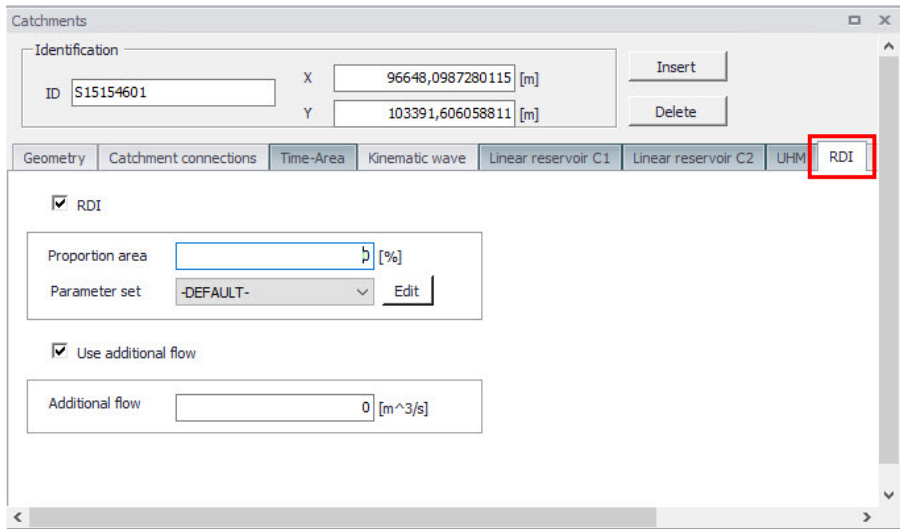 Catchments
Identification
ID S15154601
X 96648,0987280115 [m]
Y 103391,606058811 [m]
Insert
Delete
Geometry Catchment connections Time-Area Kinematic wave Linear reservoir C1 Linear reservoir C2 UHM RDI
RDI
Proportion area 0 [%]
Parameter set -DEFAULT- Edit
Use additional flow
Additional flow 0 [m^3/s]